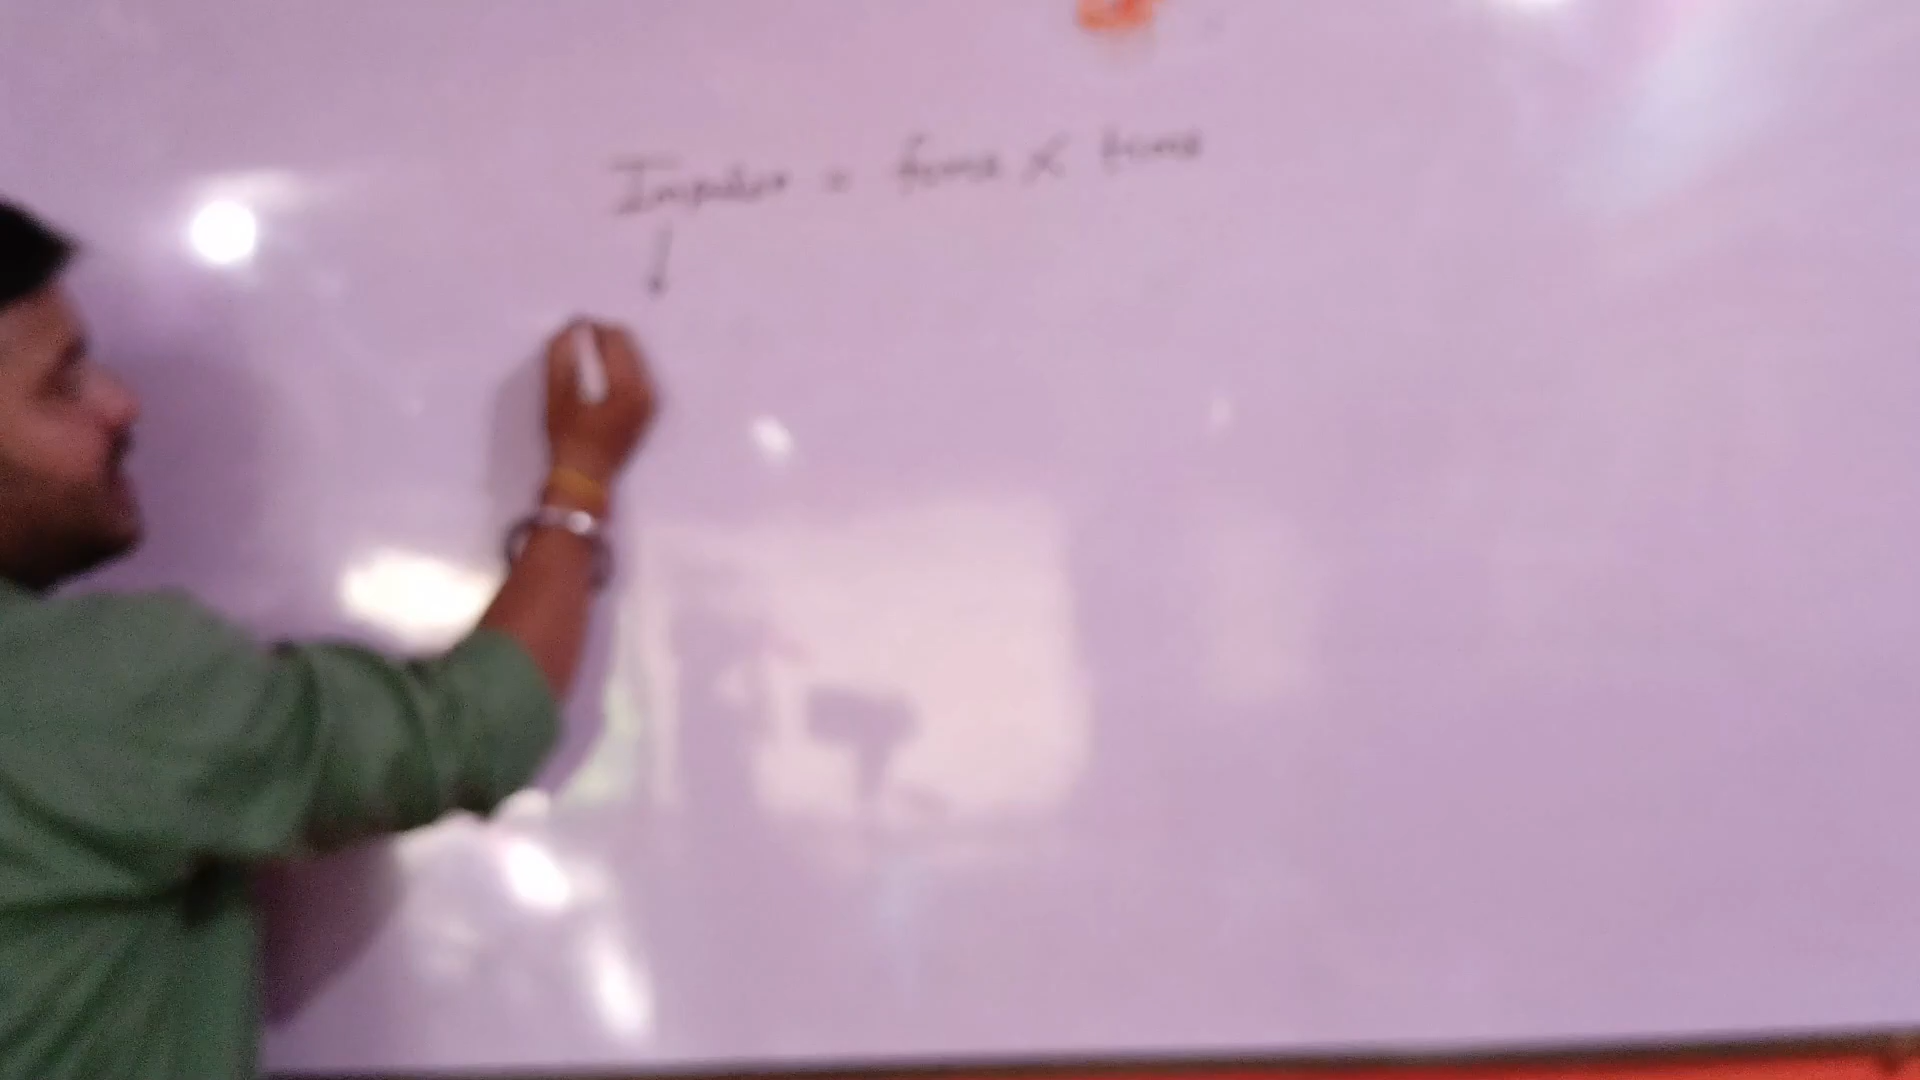 Impulse = force x time
↓